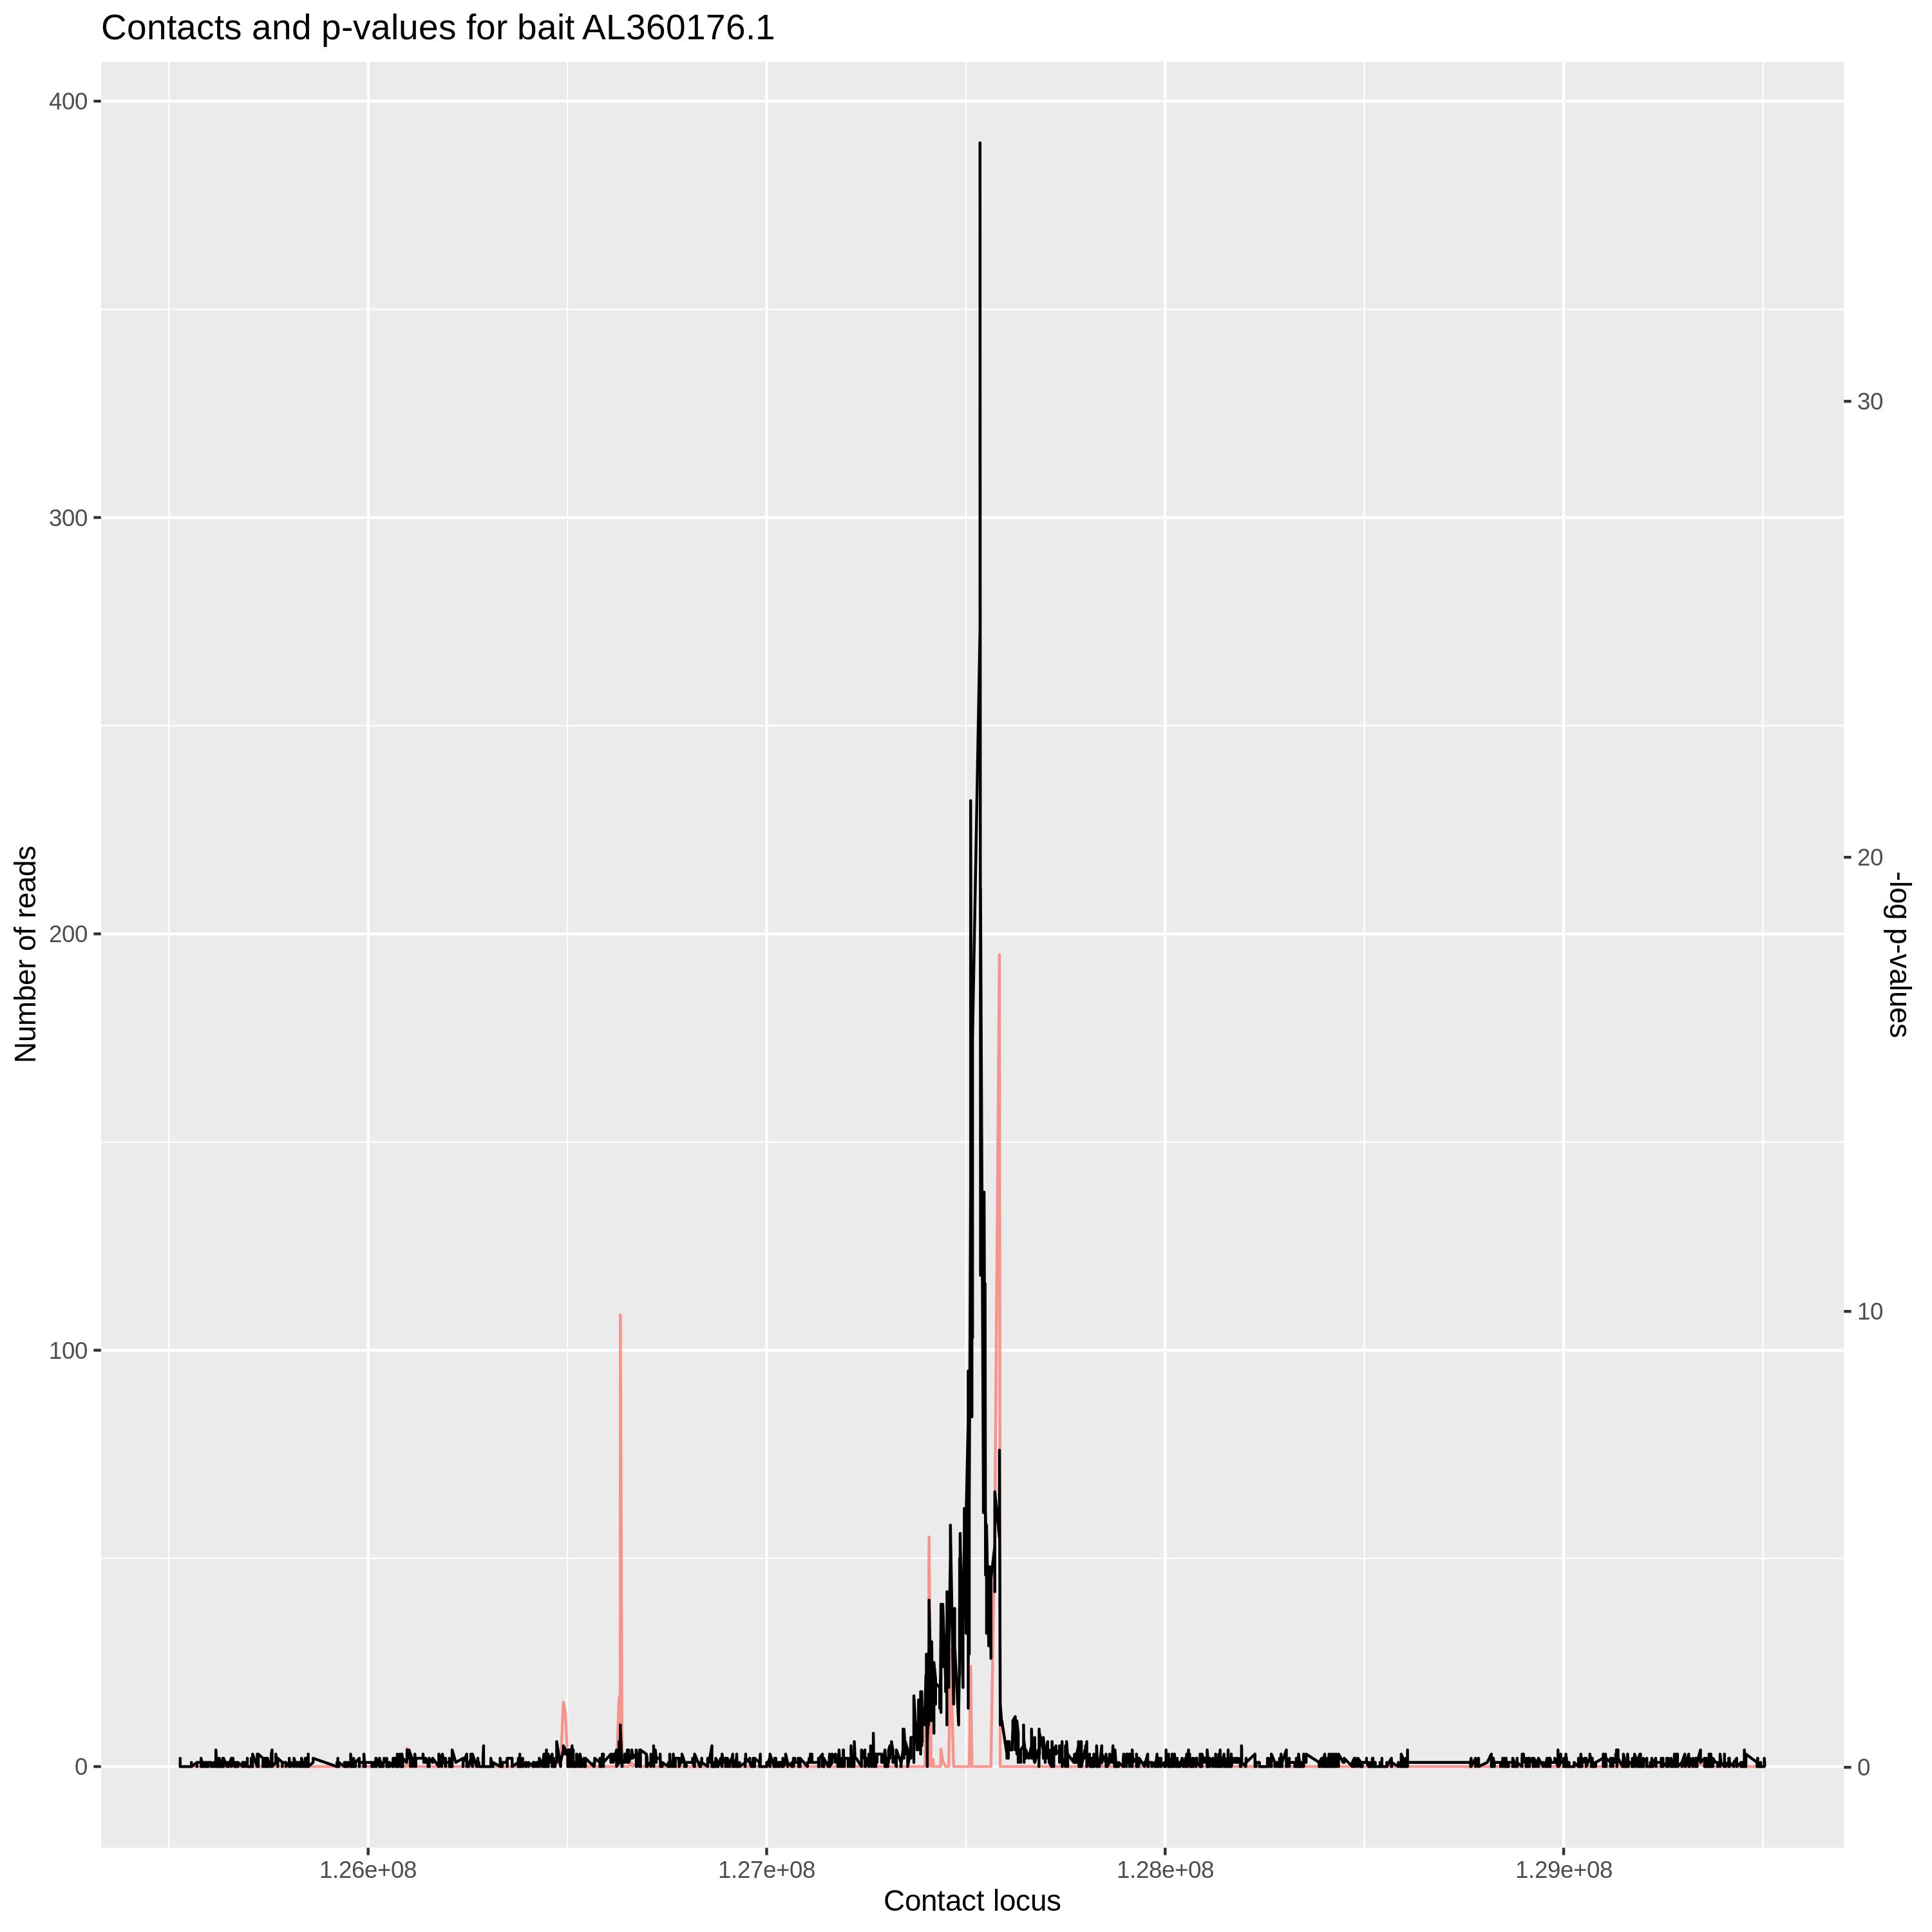 Contacts and p-values for bait AL360176.1
400
300
200
100
0
Number of reads
30
20
10
0
-log p-values
1.26e+08
1.27e+08
1.28e+08
1.29e+08
Contact locus